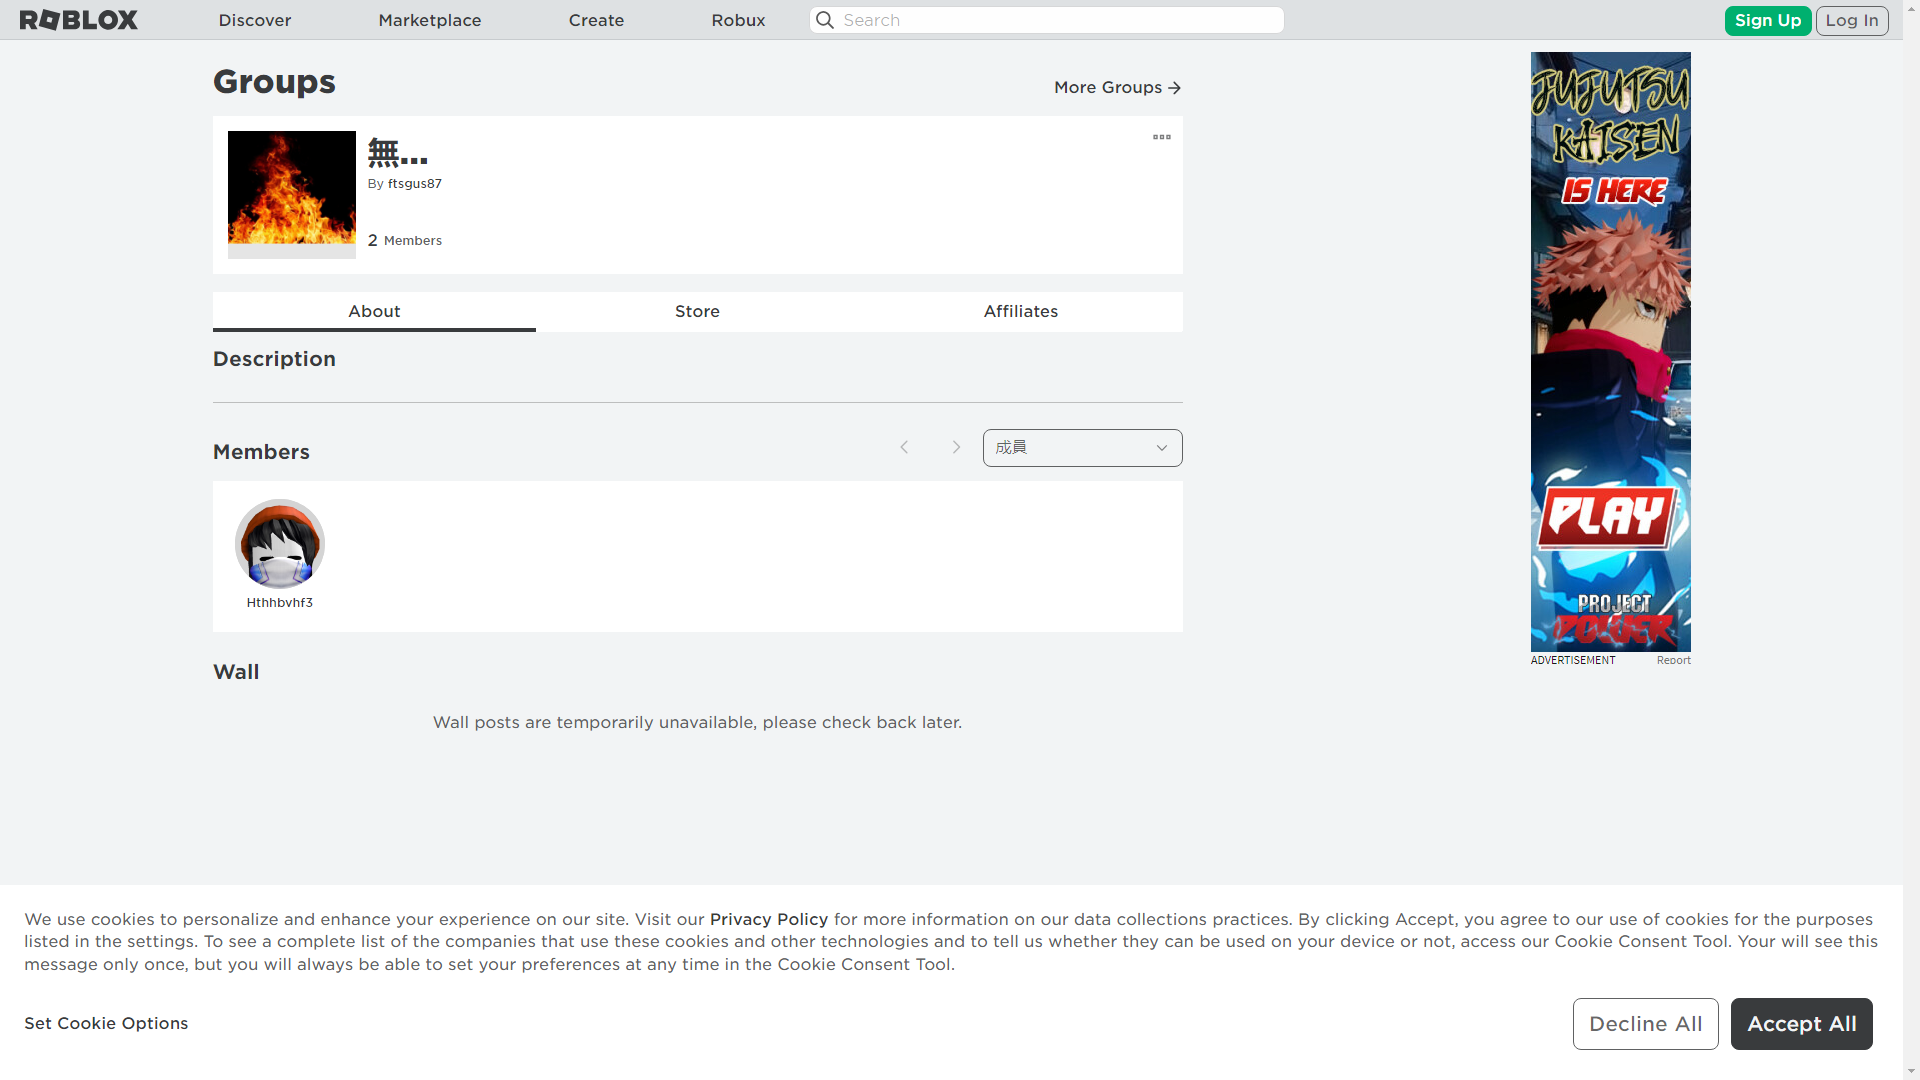 ROBLOX
Discover
Marketplace
Create
Robux
Search
Sign Up
Log In
Groups
More Groups
無...
By ftsgus87
2 Members
About
Store
Affiliates
Description
Members
成員
Hthhbvhf3
Wall
Wall posts are temporarily unavailable, please check back later.
JUJUTSU
KAISEN
IS HERE
PLAY
PROJECT
POWER
ADVERTISEMENT
Report
We use cookies to personalize and enhance your experience on our site. Visit our Privacy Policy for more information on our data collections practices. By clicking Accept, you agree to our use of cookies for the purposes
listed in the settings. To see a complete list of the companies that use these cookies and other technologies and to tell us whether they can be used on your device or not, access our Cookie Consent Tool. Your will see this
message only once, but you will always be able to set your preferences at any time in the Cookie Consent Tool.
Set Cookie Options
Decline All
Accept All